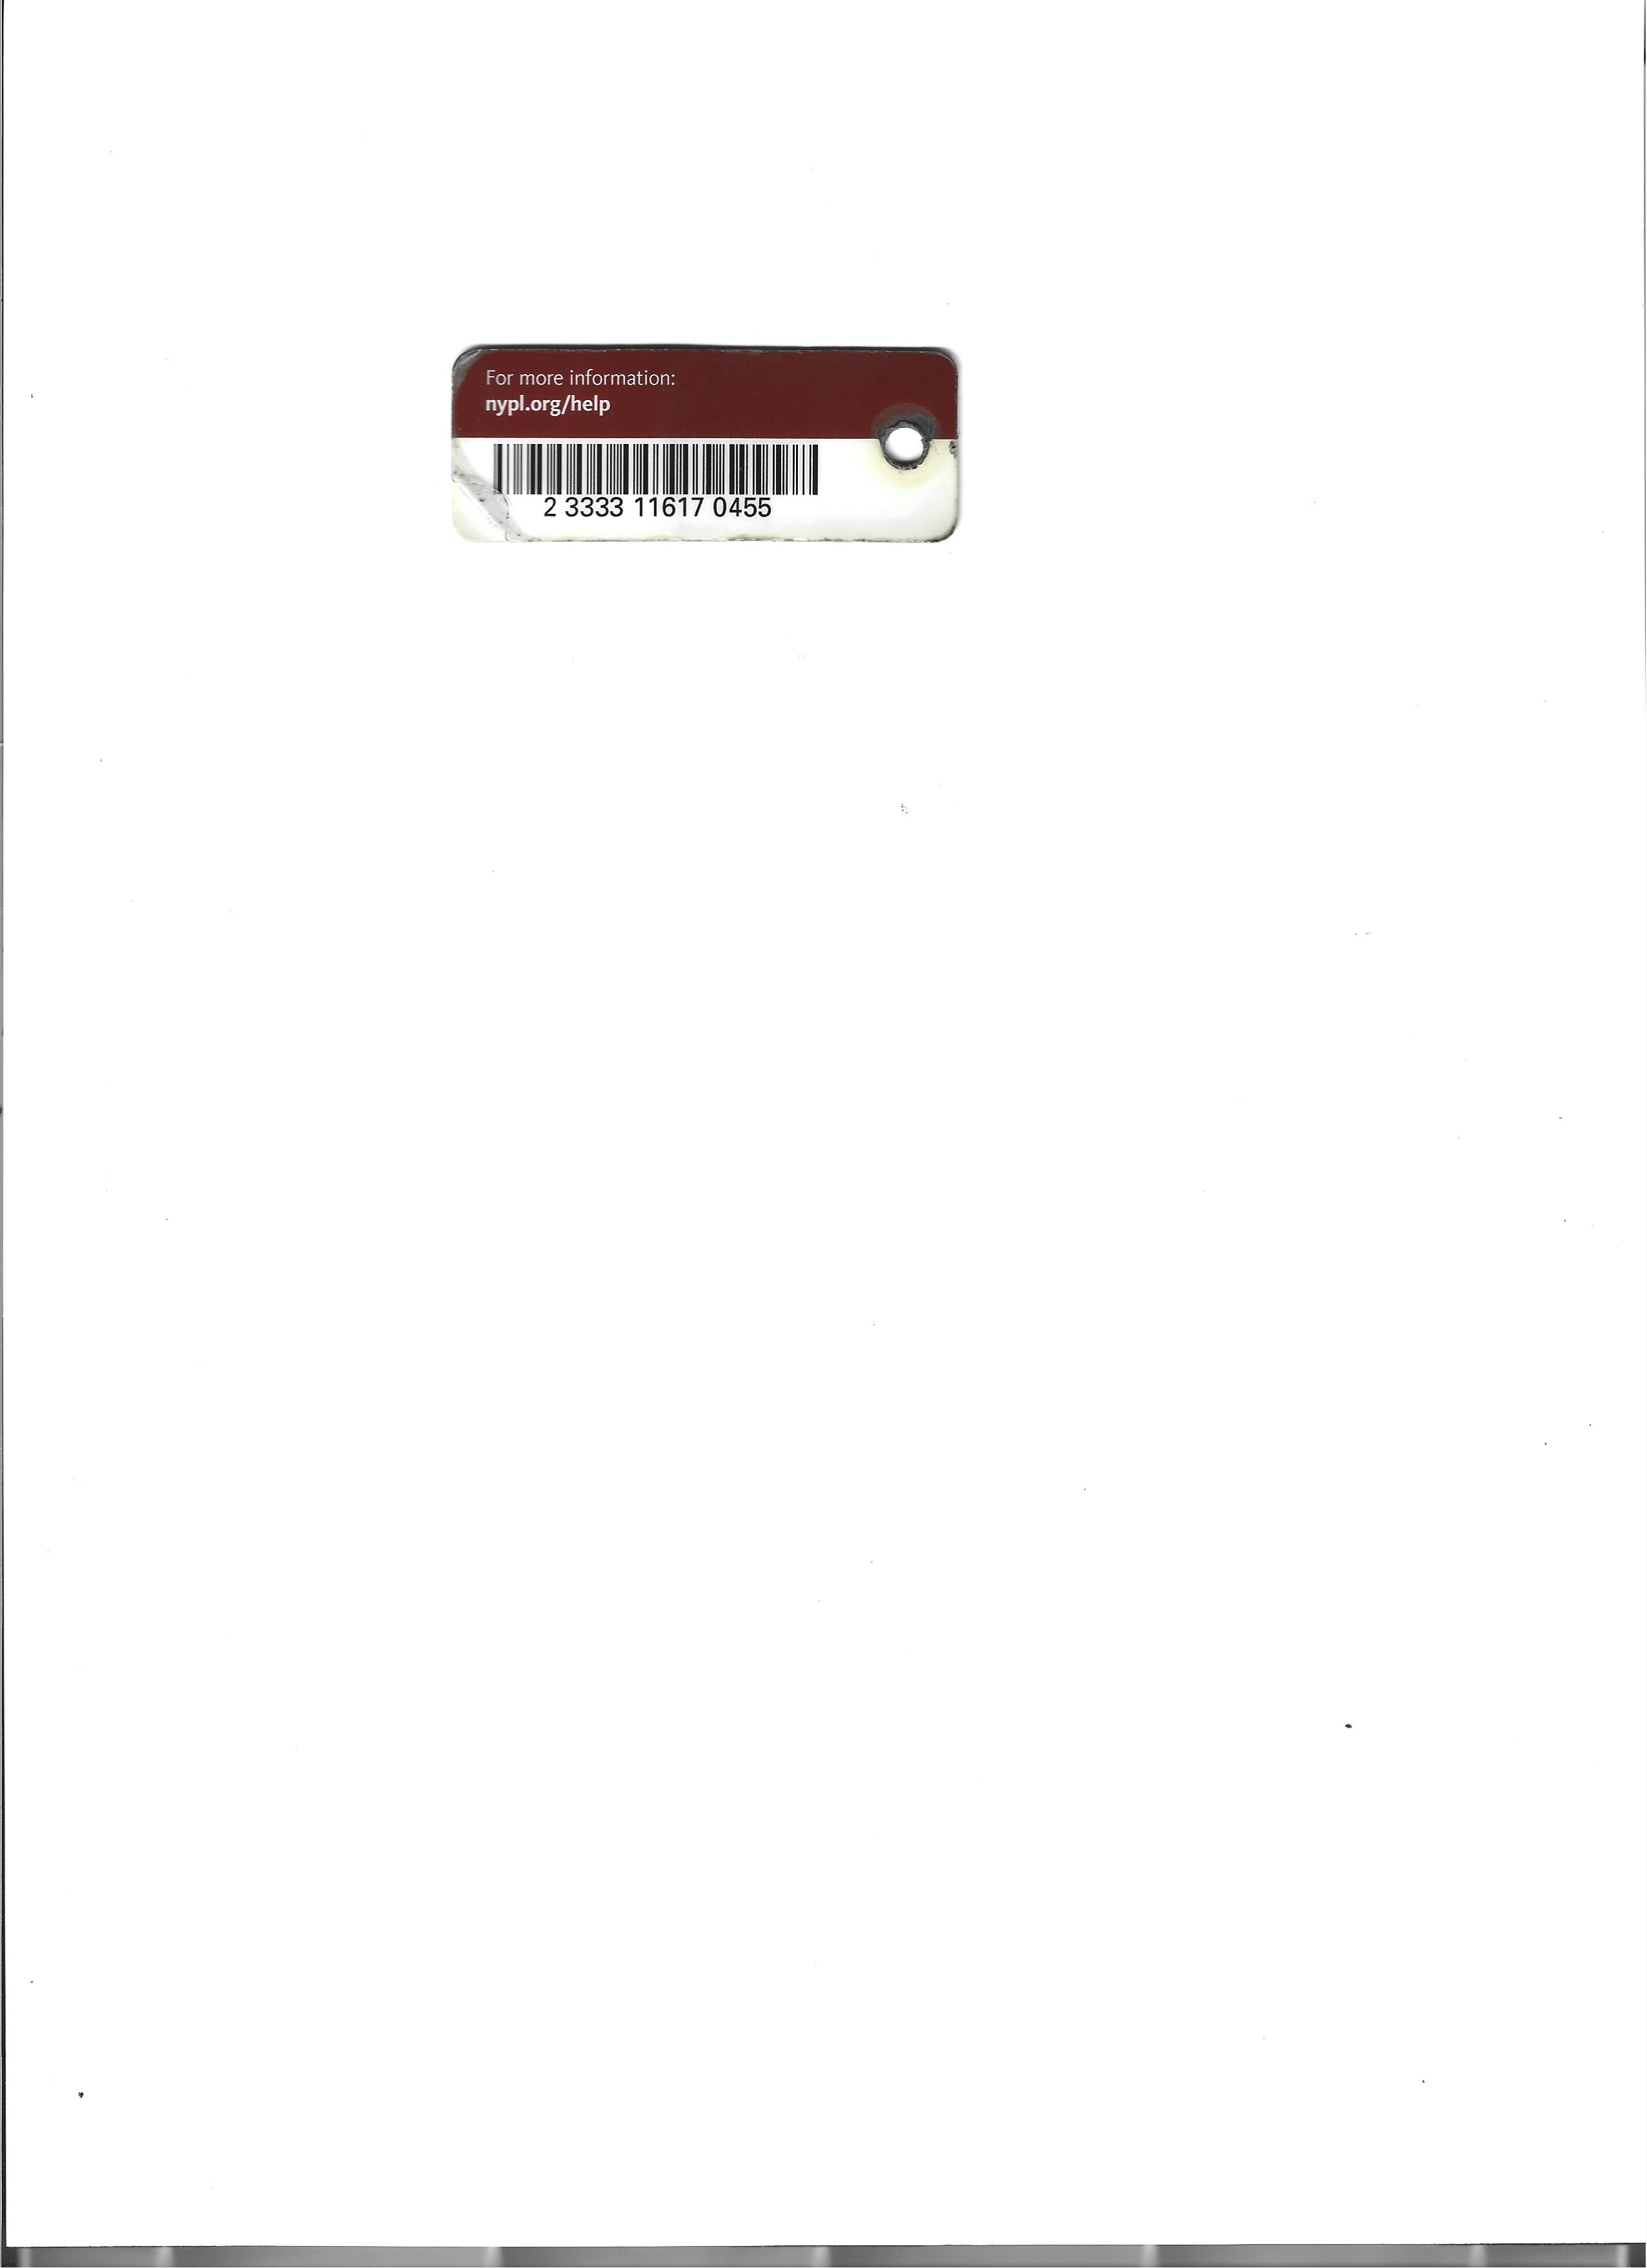 For more information:
nypl.org/help
2 3333 11617 0455